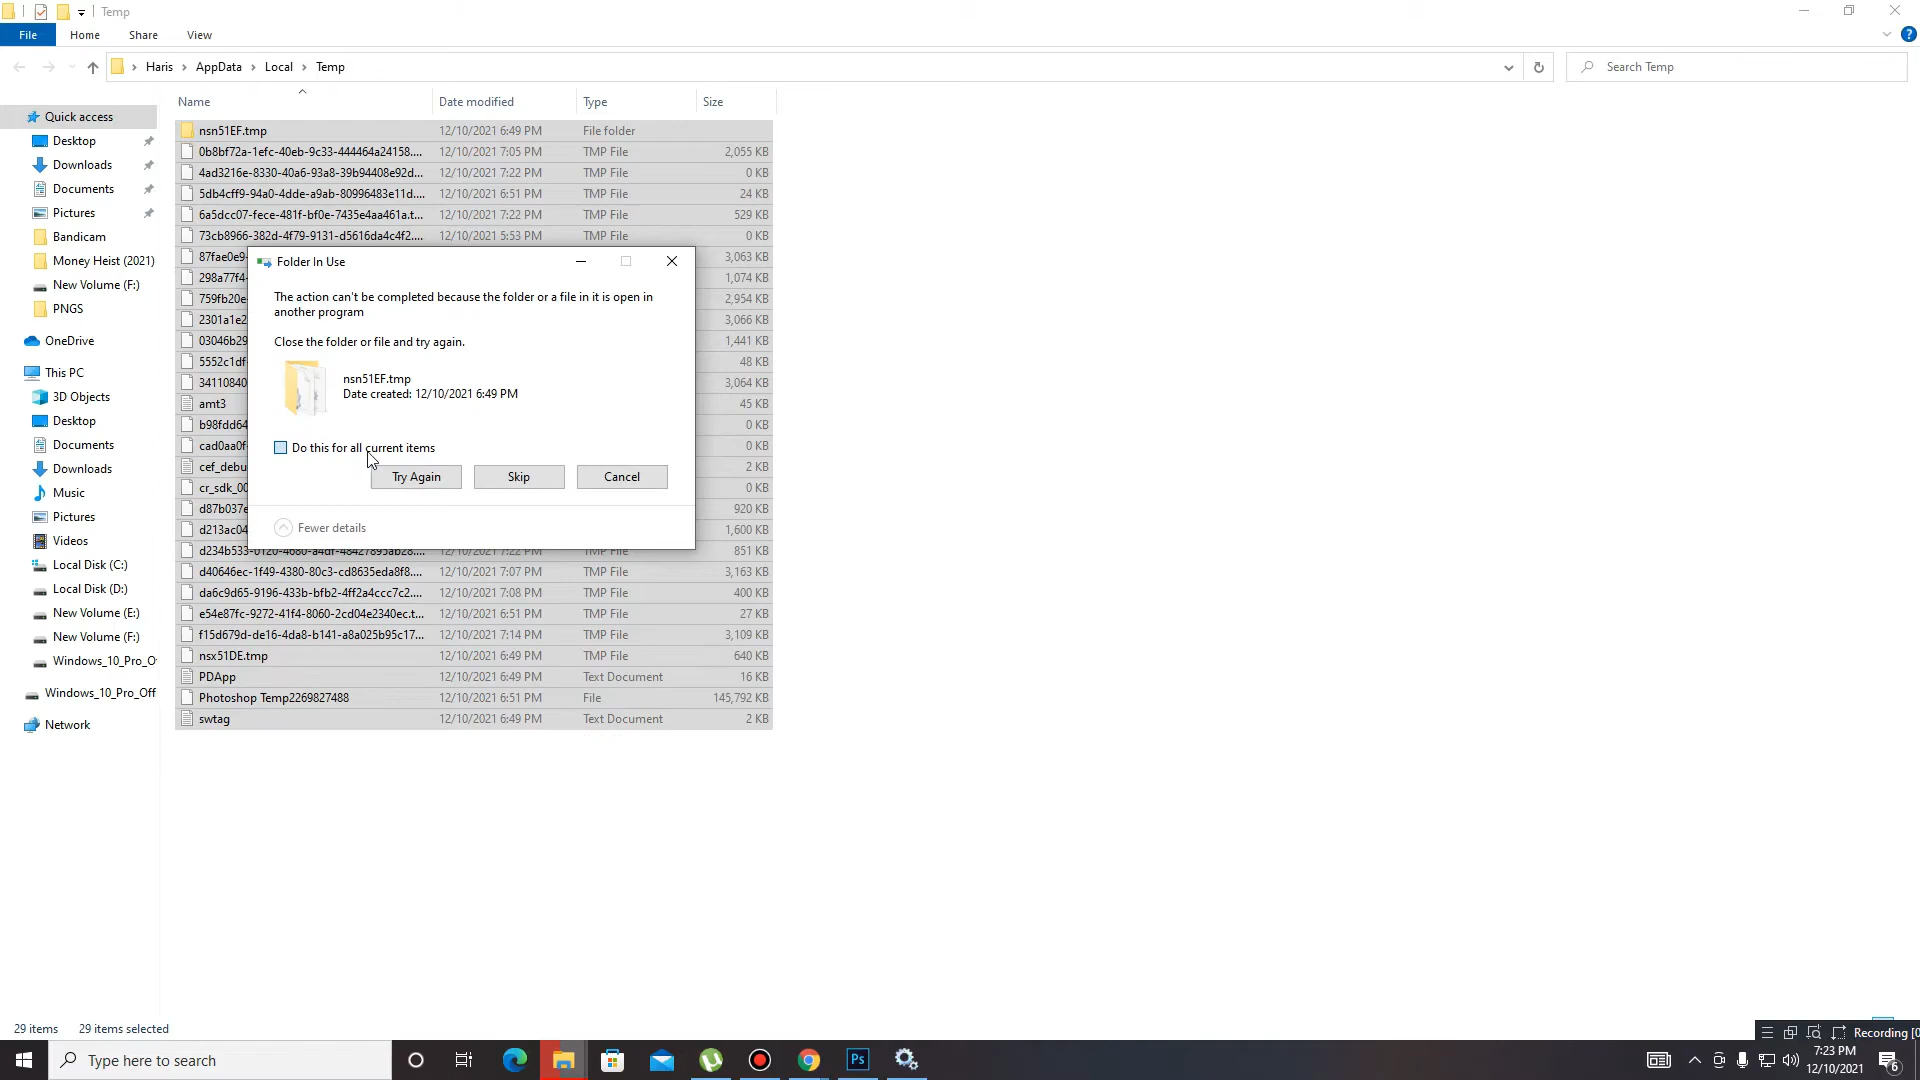 Temp
File Home Share View
Haris > AppData > Local > Temp
Search Temp
Name Date modified Type Size
Quick access
Desktop
Downloads
Documents
Pictures
Bandicam
Money Heist (2021)
New Volume (F:)
PNGS
OneDrive
This PC
3D Objects
Desktop
Documents
Downloads
Music
Pictures
Videos
Local Disk (C:)
Local Disk (D:)
New Volume (E:)
New Volume (F:)
Windows_10_Pro_O
Windows_10_Pro_Off
Network
nsn51EF.tmp 12/10/2021 6:49 PM File folder
0b8bf72a-1efc-40eb-9c33-444464a24158.... 12/10/2021 7:05 PM TMP File 2,055 KB
4ad3216e-8330-40a6-93a8-39b94408e92d... 12/10/2021 7:22 PM TMP File 0 KB
5db4cff9-94a0-4dde-a9ab-80996483e11d.... 12/10/2021 6:51 PM TMP File 24 KB
6a5dcc07-fece-481f-bf0e-7435e4aa461a.t... 12/10/2021 7:22 PM TMP File 529 KB
73cb8966-382d-4f79-9131-d5616da4c4f2.... 12/10/2021 5:53 PM TMP File 0 KB
87fae0e9- 3,063 KB
298a77f4- 1,074 KB
759fb20e- 2,954 KB
2301a1e2 3,066 KB
03046b29 1,441 KB
5552c1df- 48 KB
34110840 3,064 KB
amt3 45 KB
b98fdd64 0 KB
cad0aa0f- 0 KB
cef_debu 2 KB
cr_sdk_00 0 KB
d87b037e 920 KB
d213ac04 1,600 KB
d234b533-0120-4680-a4df-48427895ab28.... 12/10/2021 7:22 PM TMP File 851 KB
d40646ec-1f49-4380-80c3-cd8635eda8f8.... 12/10/2021 7:07 PM TMP File 3,163 KB
da6c9d65-9196-433b-bfb2-4ff2a4ccc7c2.... 12/10/2021 7:08 PM TMP File 400 KB
e54e87fc-9272-41f4-8060-2cd04e2340ec.t... 12/10/2021 6:51 PM TMP File 27 KB
f15d679d-de16-4da8-b141-a8a025b95c17... 12/10/2021 7:14 PM TMP File 3,109 KB
nsx51DE.tmp 12/10/2021 6:49 PM TMP File 640 KB
PDApp 12/10/2021 6:49 PM Text Document 16 KB
Photoshop Temp2269827488 12/10/2021 6:51 PM File 145,792 KB
swtag 12/10/2021 6:49 PM Text Document 2 KB
Folder In Use
The action can't be completed because the folder or a file in it is open in
another program
Close the folder or file and try again.
nsn51EF.tmp
Date created: 12/10/2021 6:49 PM
Do this for all current items
Try Again Skip Cancel
Fewer details
29 items 29 items selected
Recording [0
Type here to search
Ps
7:23 PM
12/10/2021
6